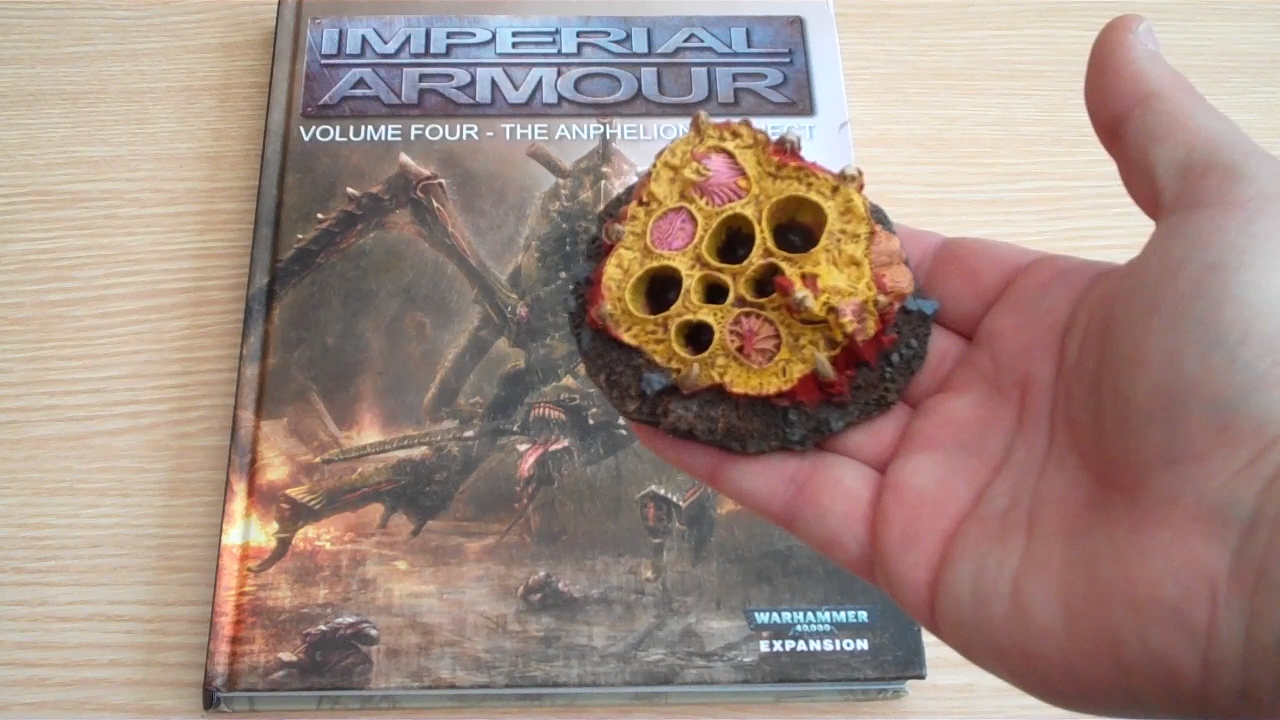 IMPERIAL
ARMOUR
VOLUME FOUR - THE ANPHELION
WARHAMMER
40,000
EXPANSION